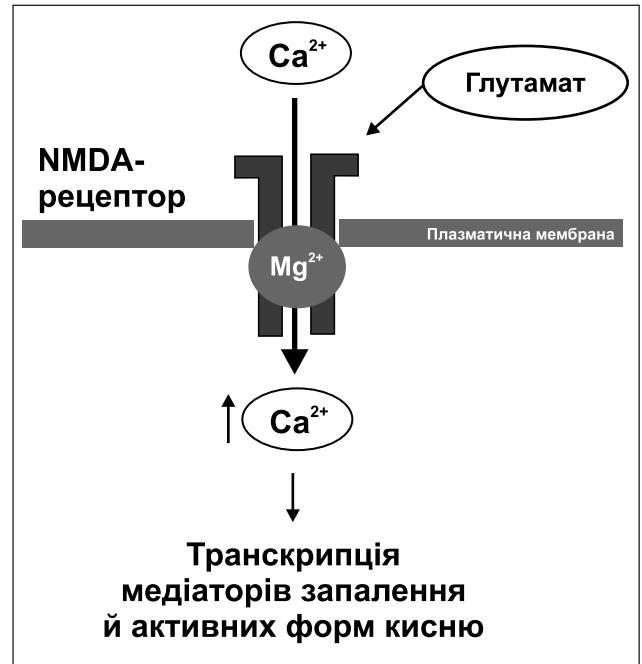 Ca²⁺
Глутамат
NMDA-
рецептор
Плазматична мембрана
Mg²⁺
Ca²⁺
Транскрипція
медіаторів запалення
й активних форм кисню